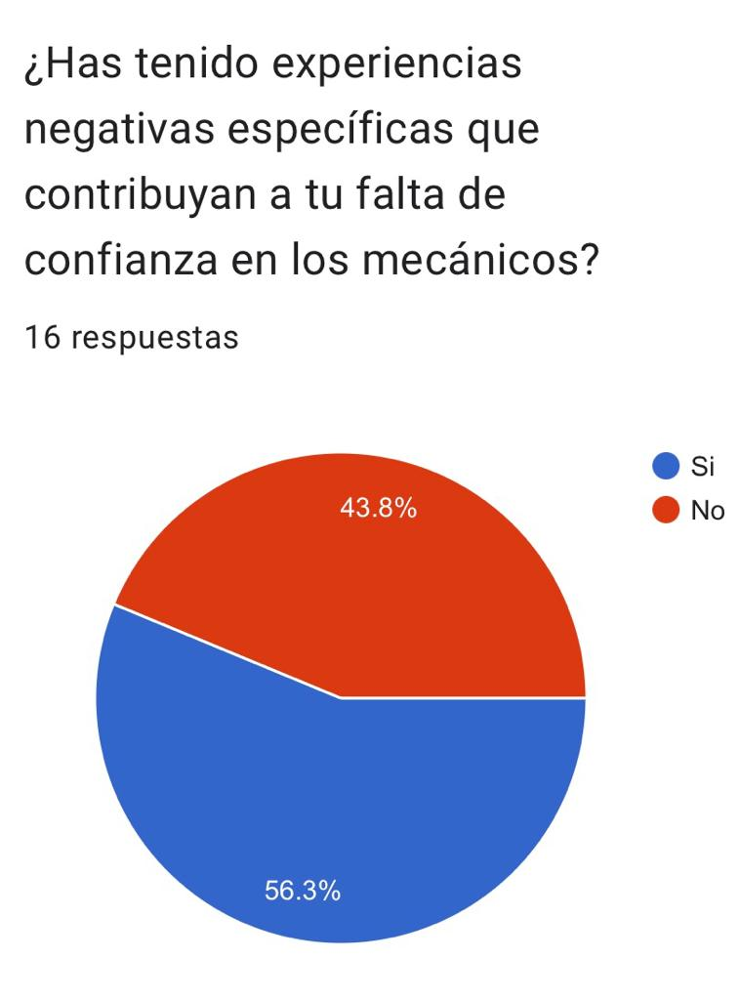 ¿Has tenido experiencias
negativas específicas que
contribuyan a tu falta de
confianza en los mecánicos?
16 respuestas
Si
No
43.8%
56.3%